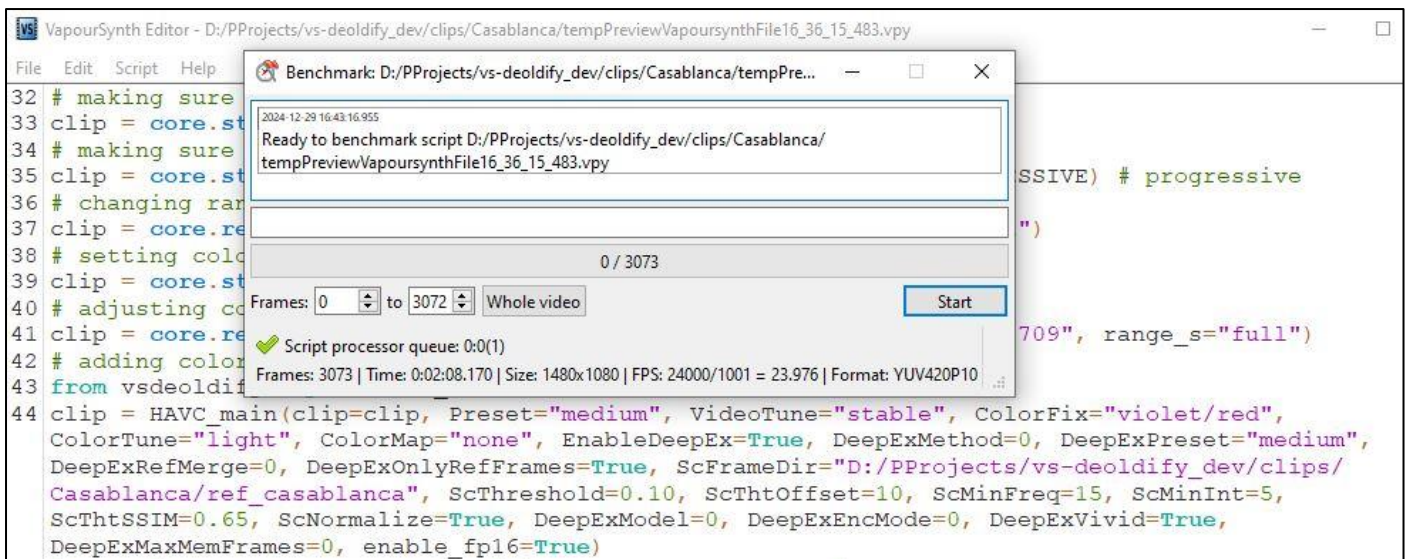 VS VapourSynth Editor - D:/PProjects/vs-deoldify_dev/clips/Casablanca/tempPreviewVapoursynthFile16_36_15_483.vpy
File Edit Script Help
Benchmark: D:/PProjects/vs-deoldify_dev/clips/Casablanca/tempPre...
2024-12-29 16:43:16.955
Ready to benchmark script D:/PProjects/vs-deoldify_dev/clips/Casablanca/
tempPreviewVapoursynthFile16_36_15_483.vpy
0 / 3073
Frames: 0 to 3072 Whole video Start
Script processor queue: 0:0(1)
Frames: 3073 | Time: 0:02:08.170 | Size: 1480x1080 | FPS: 24000/1001 = 23.976 | Format: YUV420P10
32 # making sure
33 clip = core.st
34 # making sure
35 clip = core.st SSIVE) # progressive
36 # changing ran
37 clip = core.re ")
38 # setting colo
39 clip = core.st
40 # adjusting co
41 clip = core.re 709", range_s="full")
42 # adding color
43 from vsdeoldif
44 clip = HAVC_main(clip=clip, Preset="medium", VideoTune="stable", ColorFix="violet/red",
ColorTune="light", ColorMap="none", EnableDeepEx=True, DeepExMethod=0, DeepExPreset="medium",
DeepExRefMerge=0, DeepExOnlyRefFrames=True, ScFrameDir="D:/PProjects/vs-deoldify_dev/clips/
Casablanca/ref_casablanca", ScThreshold=0.10, ScThtOffset=10, ScMinFreq=15, ScMinInt=5,
ScThtSSIM=0.65, ScNormalize=True, DeepExModel=0, DeepExEncMode=0, DeepExVivid=True,
DeepExMaxMemFrames=0, enable_fp16=True)